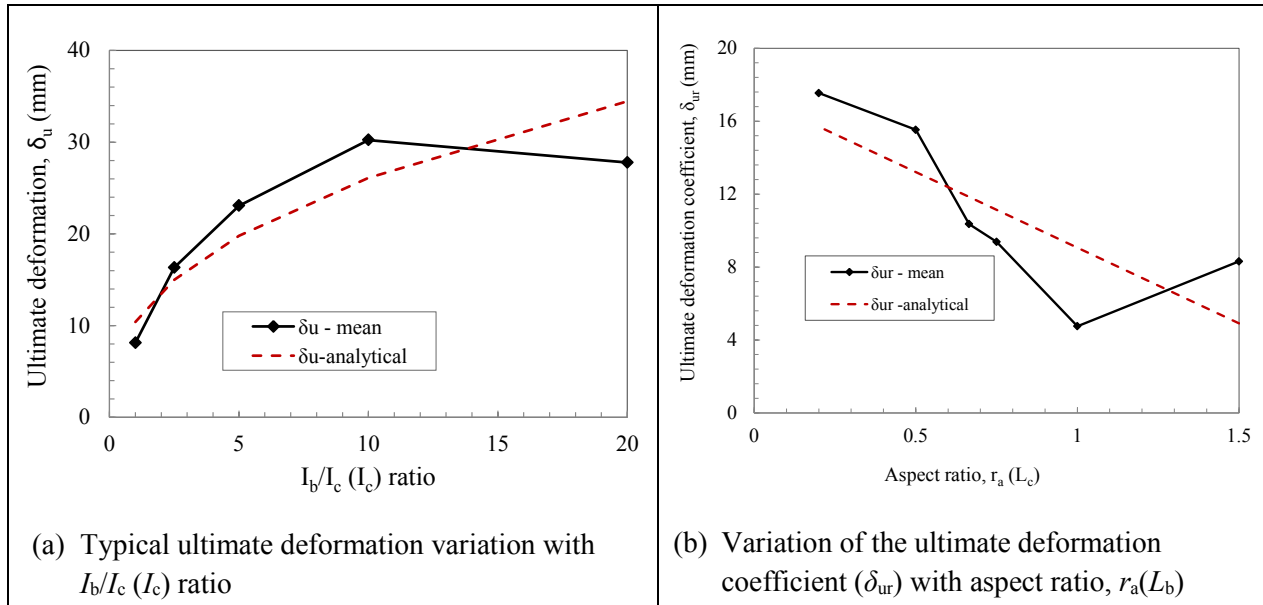 40
30
20
10
0
0
5
10
15
20
Ultimate deformation, δu (mm)
δu - mean
δu-analytical
Ib/Ic (Ic) ratio
(a) Typical ultimate deformation variation with
Ib/Ic (Ic) ratio
20
16
12
8
4
0
0
0.5
1
1.5
Ultimate deformation coefficient, δur (mm)
δur - mean
δur -analytical
Aspect ratio, ra (Lc)
(b) Variation of the ultimate deformation
coefficient (δur) with aspect ratio, ra(Lb)